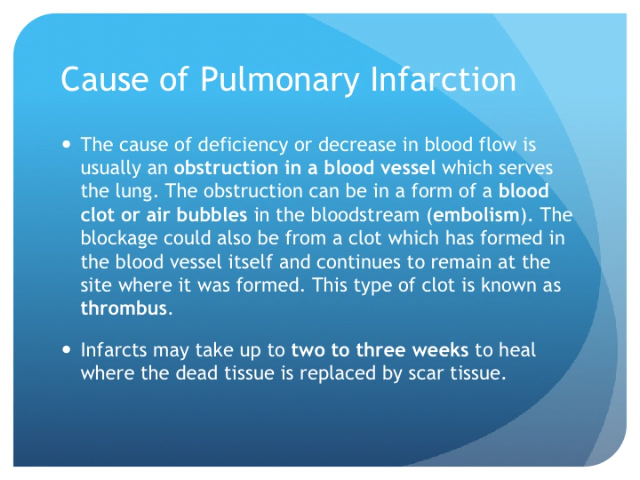 Cause of Pulmonary Infarction
• The cause of deficiency or decrease in blood flow is
usually an obstruction in a blood vessel which serves
the lung. The obstruction can be in a form of a blood
clot or air bubbles in the bloodstream (embolism). The
blockage could also be from a clot which has formed in
the blood vessel itself and continues to remain at the
site where it was formed. This type of clot is known as
thrombus.
• Infarcts may take up to two to three weeks to heal
where the dead tissue is replaced by scar tissue.